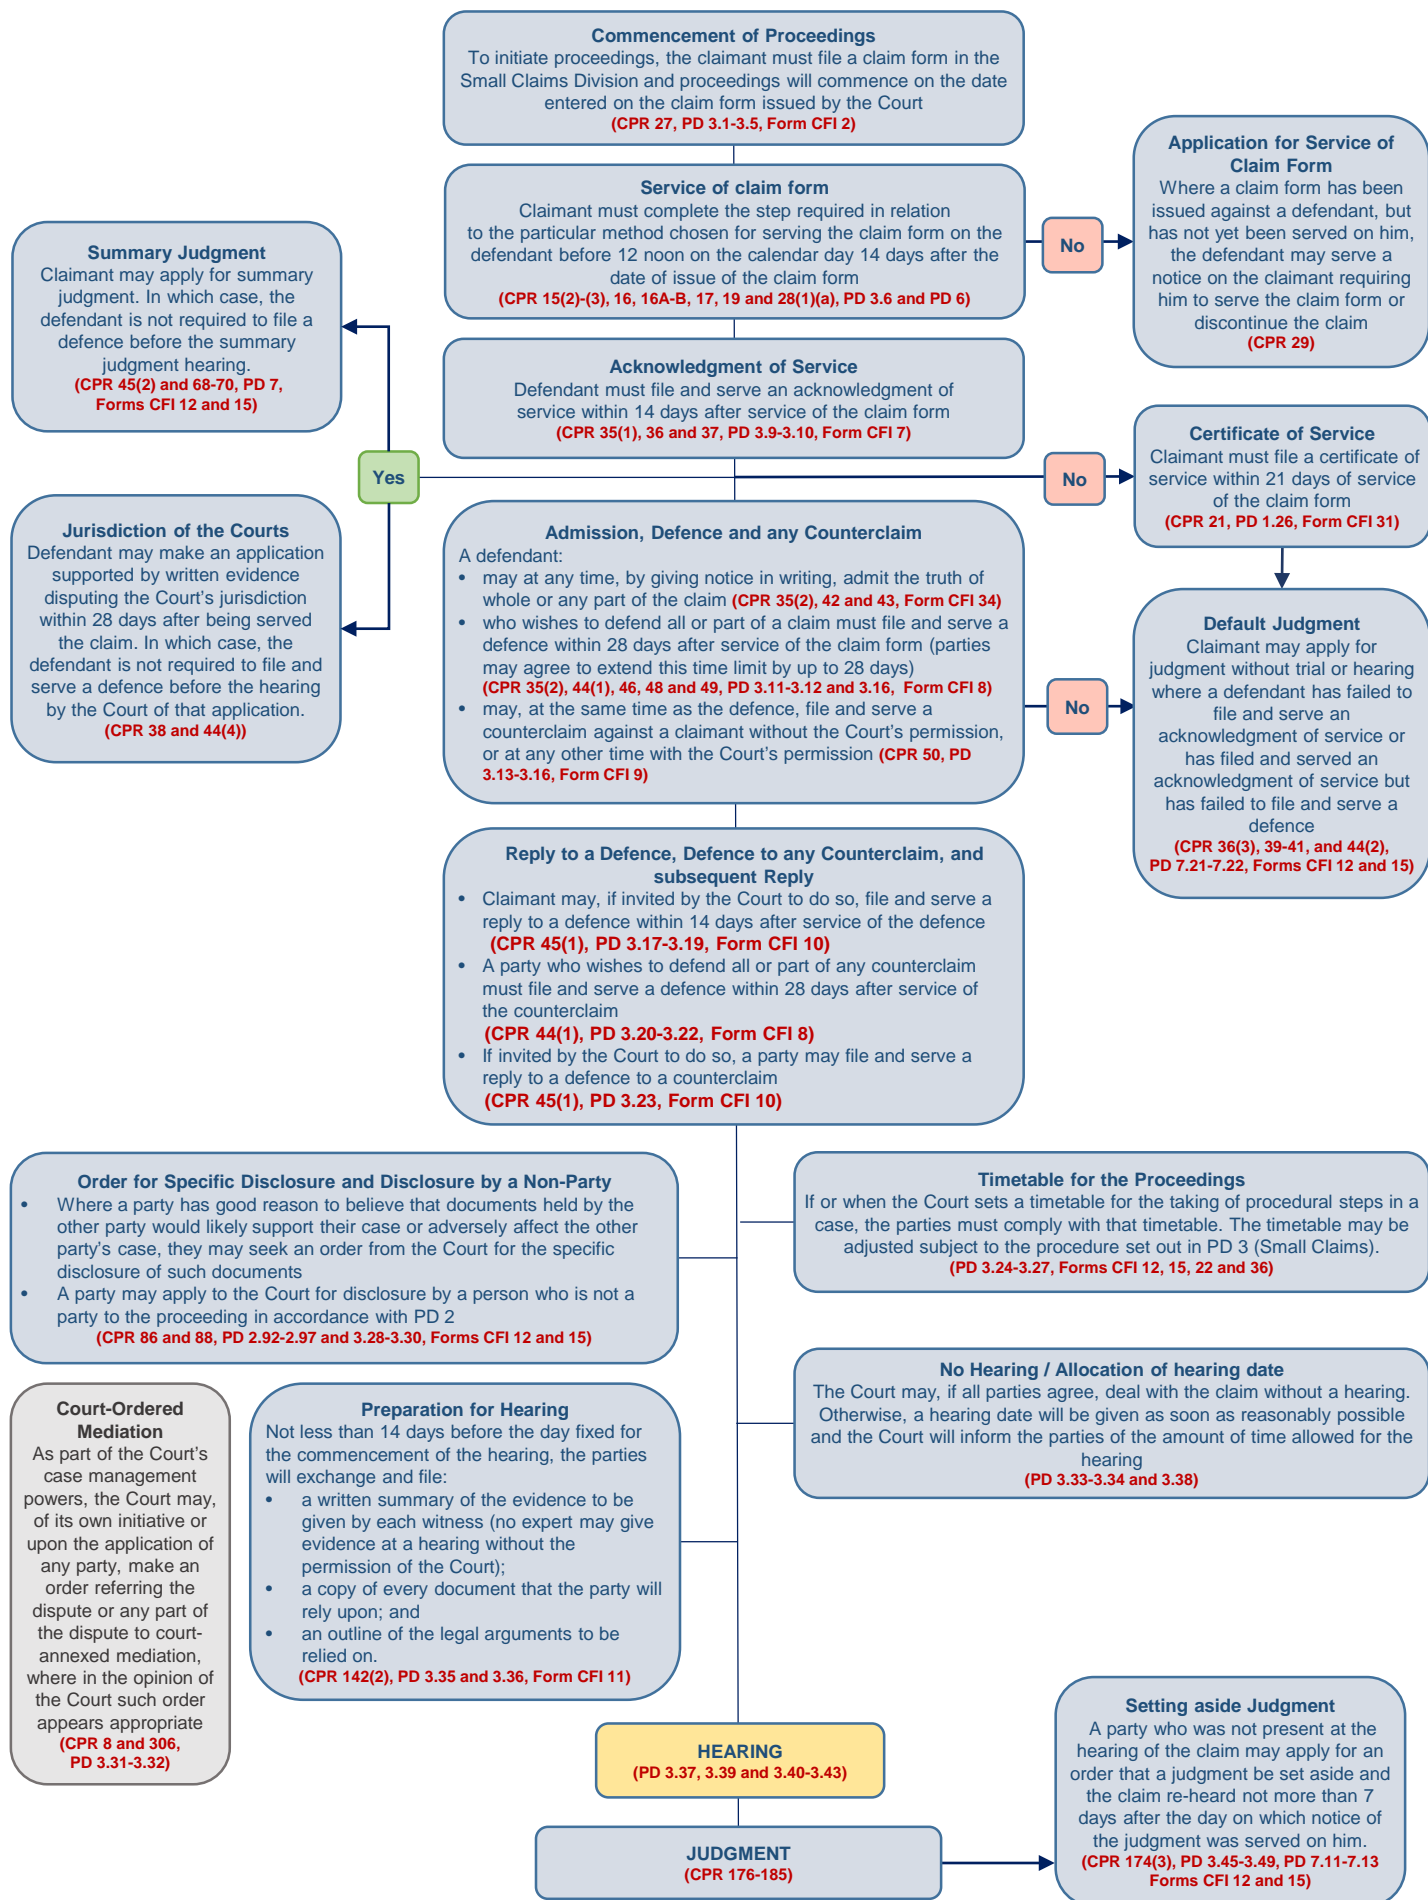 Commencement of Proceedings
To initiate proceedings, the claimant must file a claim form in the
Small Claims Division and proceedings will commence on the date
entered on the claim form issued by the Court
(CPR 27, PD 3.1-3.5, Form CFI 2)
Service of claim form
Claimant must complete the step required in relation
to the particular method chosen for serving the claim form on the
defendant before 12 noon on the calendar day 14 days after the
date of issue of the claim form
(CPR 15(2)-(3), 16, 16A-B, 17, 19 and 28(1)(a), PD 3.6 and PD 6)
No
Application for Service of
Claim Form
Where a claim form has been
issued against a defendant, but
has not yet been served on him,
the defendant may serve a
notice on the claimant requiring
him to serve the claim form or
discontinue the claim
(CPR 29)
Summary Judgment
Claimant may apply for summary
judgment. In which case, the
defendant is not required to file a
defence before the summary
judgment hearing.
(CPR 45(2) and 68-70, PD 7,
Forms CFI 12 and 15)
Acknowledgment of Service
Defendant must file and serve an acknowledgment of
service within 14 days after service of the claim form
(CPR 35(1), 36 and 37, PD 3.9-3.10, Form CFI 7)
Yes
No
Certificate of Service
Claimant must file a certificate of
service within 21 days of service
of the claim form
(CPR 21, PD 1.26, Form CFI 31)
Jurisdiction of the Courts
Defendant may make an application
supported by written evidence
disputing the Court's jurisdiction
within 28 days after being served
the claim. In which case, the
defendant is not required to file and
serve a defence before the hearing
by the Court of that application.
(CPR 38 and 44(4))
Admission, Defence and any Counterclaim
A defendant:
• may at any time, by giving notice in writing, admit the truth of
whole or any part of the claim (CPR 35(2), 42 and 43, Form CFI 34)
• who wishes to defend all or part of a claim must file and serve a
defence within 28 days after service of the claim form (parties
may agree to extend this time limit by up to 28 days)
(CPR 35(2), 44(1), 46, 48 and 49, PD 3.11-3.12 and 3.16, Form CFI 8)
• may, at the same time as the defence, file and serve a
counterclaim against a claimant without the Court's permission,
or at any other time with the Court's permission (CPR 50, PD
3.13-3.16, Form CFI 9)
No
Default Judgment
Claimant may apply for
judgment without trial or hearing
where a defendant has failed to
file and serve an
acknowledgment of service or
has filed and served an
acknowledgment of service but
has failed to file and serve a
defence
(CPR 36(3), 39-41, and 44(2),
PD 7.21-7.22, Forms CFI 12 and 15)
Reply to a Defence, Defence to any Counterclaim, and
subsequent Reply
• Claimant may, if invited by the Court to do so, file and serve a
reply to a defence within 14 days after service of the defence
(CPR 45(1), PD 3.17-3.19, Form CFI 10)
• A party who wishes to defend all or part of any counterclaim
must file and serve a defence within 28 days after service of
the counterclaim
(CPR 44(1), PD 3.20-3.22, Form CFI 8)
• If invited by the Court to do so, a party may file and serve a
reply to a defence to a counterclaim
(CPR 45(1), PD 3.23, Form CFI 10)
Order for Specific Disclosure and Disclosure by a Non-Party
• Where a party has good reason to believe that documents held by the
other party would likely support their case or adversely affect the other
party's case, they may seek an order from the Court for the specific
disclosure of such documents
• A party may apply to the Court for disclosure by a person who is not a
party to the proceeding in accordance with PD 2
(CPR 86 and 88, PD 2.92-2.97 and 3.28-3.30, Forms CFI 12 and 15)
Timetable for the Proceedings
If or when the Court sets a timetable for the taking of procedural steps in a
case, the parties must comply with that timetable. The timetable may be
adjusted subject to the procedure set out in PD 3 (Small Claims).
(PD 3.24-3.27, Forms CFI 12, 15, 22 and 36)
No Hearing / Allocation of hearing date
The Court may, if all parties agree, deal with the claim without a hearing.
Otherwise, a hearing date will be given as soon as reasonably possible
and the Court will inform the parties of the amount of time allowed for the
hearing
(PD 3.33-3.34 and 3.38)
Court-Ordered
Mediation
As part of the Court's
case management
powers, the Court may,
of its own initiative or
upon the application of
any party, make an
order referring the
dispute or any part of
the dispute to court-
annexed mediation,
where in the opinion of
the Court such order
appears appropriate
(CPR 8 and 306,
PD 3.31-3.32)
Preparation for Hearing
Not less than 14 days before the day fixed for
the commencement of the hearing, the parties
will exchange and file:
• a written summary of the evidence to be
given by each witness (no expert may give
evidence at a hearing without the
permission of the Court);
• a copy of every document that the party will
rely upon; and
• an outline of the legal arguments to be
relied on.
(CPR 142(2), PD 3.35 and 3.36, Form CFI 11)
HEARING
(PD 3.37, 3.39 and 3.40-3.43)
JUDGMENT
(CPR 176-185)
Setting aside Judgment
A party who was not present at the
hearing of the claim may apply for an
order that a judgment be set aside and
the claim re-heard not more than 7
days after the day on which notice of
the judgment was served on him.
(CPR 174(3), PD 3.45-3.49, PD 7.11-7.13
Forms CFI 12 and 15)